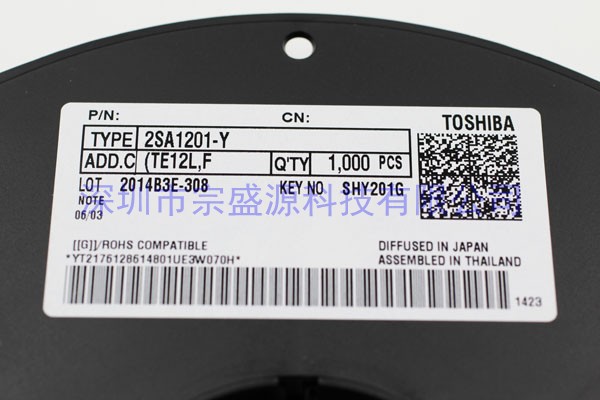 P/N: CN: TOSHIBA
TYPE 2SA1201-Y
ADD.C (TE12L,F Q'TY 1,000 PCS
LOT 2014B3E-308 KEY NO SHY201G
深圳市宗盛源科技有限公司
NOTE
06/03
[[G]]/ROHS COMPATIBLE DIFFUSED IN JAPAN
*YT2176128614801UE3W070H* ASSEMBLED IN THAILAND
1423